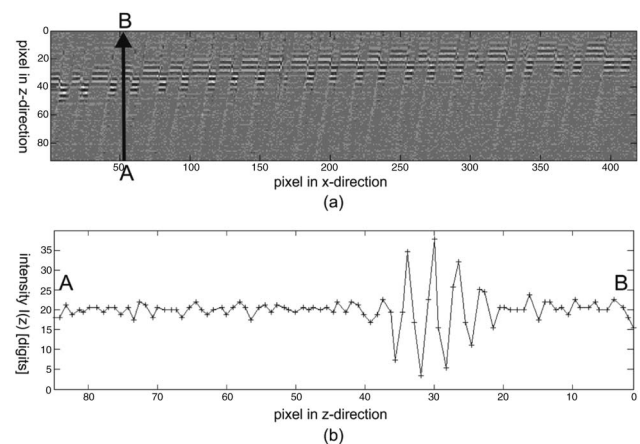 B
pixel in z-direction
0
20
40
60
80
A
50 100 150 200 250 300 350 400
pixel in x-direction
(a)
intensity I(z) [digits]
35
30
25
20
15
10
5
0
A B
80 70 60 50 40 30 20 10 0
pixel in z-direction
(b)